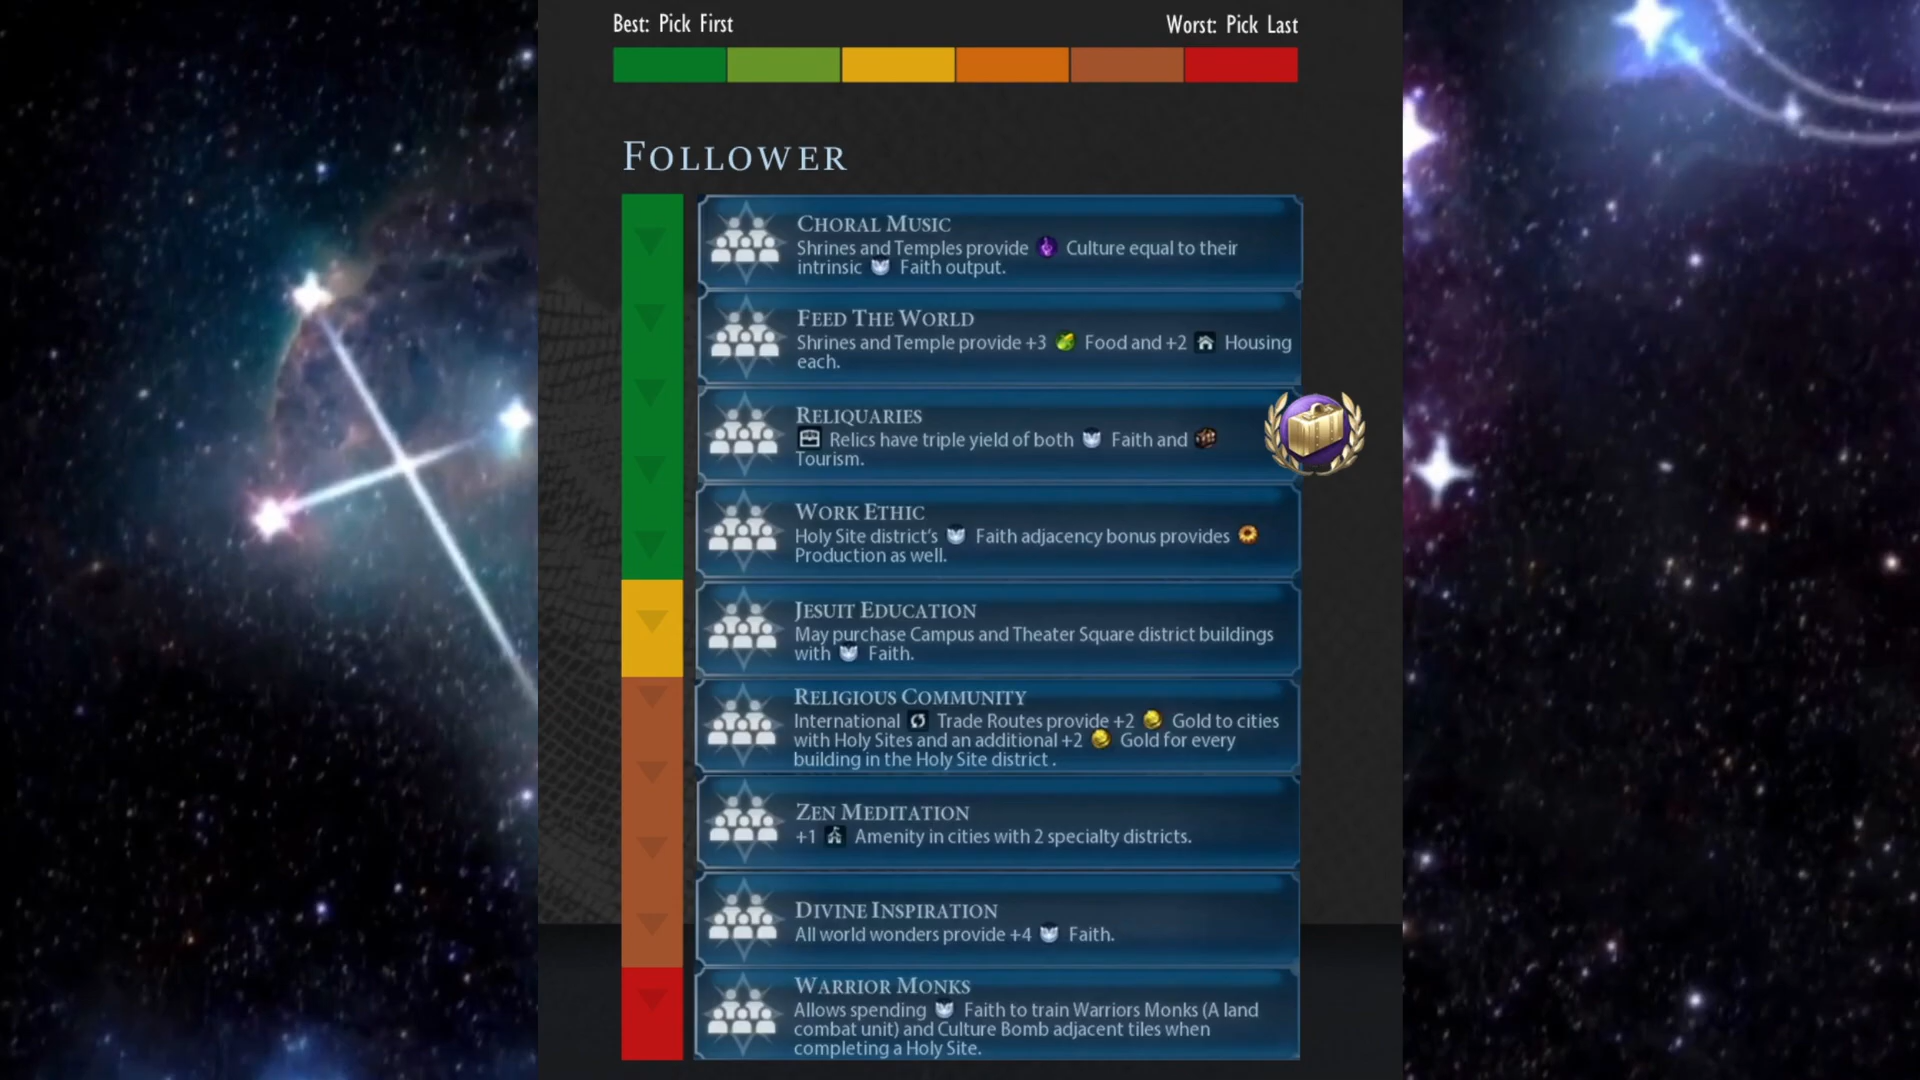 Best: Pick First
Worst: Pick Last
FOLLOWER
CHORAL MUSIC
Shrines and Temples provide Culture equal to their
intrinsic Faith output.
FEED THE WORLD
Shrines and Temple provide +3 Food and +2 Housing
each.
RELIQUARIES
Relics have triple yield of both Faith and
Tourism.
WORK ETHIC
Holy Site district's Faith adjacency bonus provides
Production as well.
JESUIT EDUCATION
May purchase Campus and Theater Square district buildings
with Faith.
RELIGIOUS COMMUNITY
International Trade Routes provide +2 Gold to cities
with Holy Sites and an additional +2 Gold for every
building in the Holy Site district .
ZEN MEDITATION
+1 Amenity in cities with 2 specialty districts.
DIVINE INSPIRATION
All world wonders provide +4 Faith.
WARRIOR MONKS
Allows spending Faith to train Warriors Monks (A land
combat unit) and Culture Bomb adjacent tiles when
completing a Holy Site.